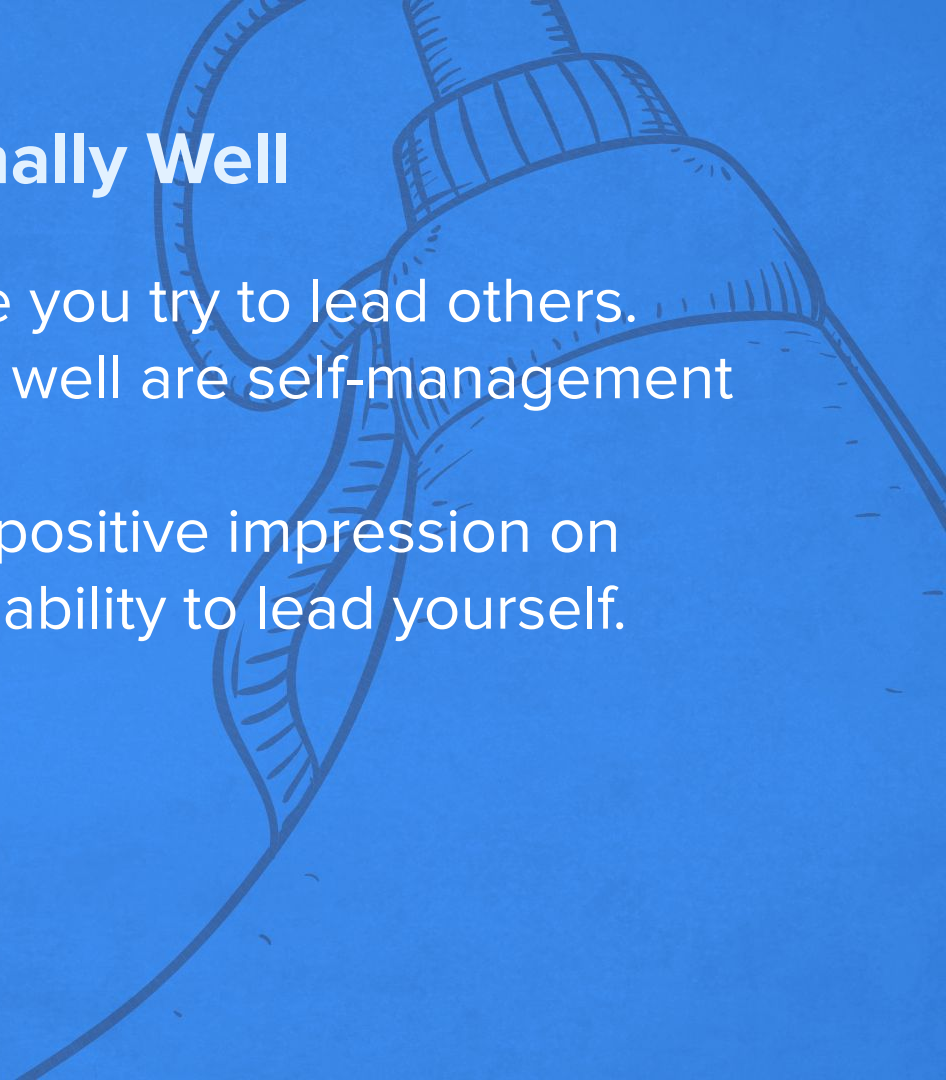 ally Well
you try to lead others.
well are self-management
positive impression on
ability to lead yourself.